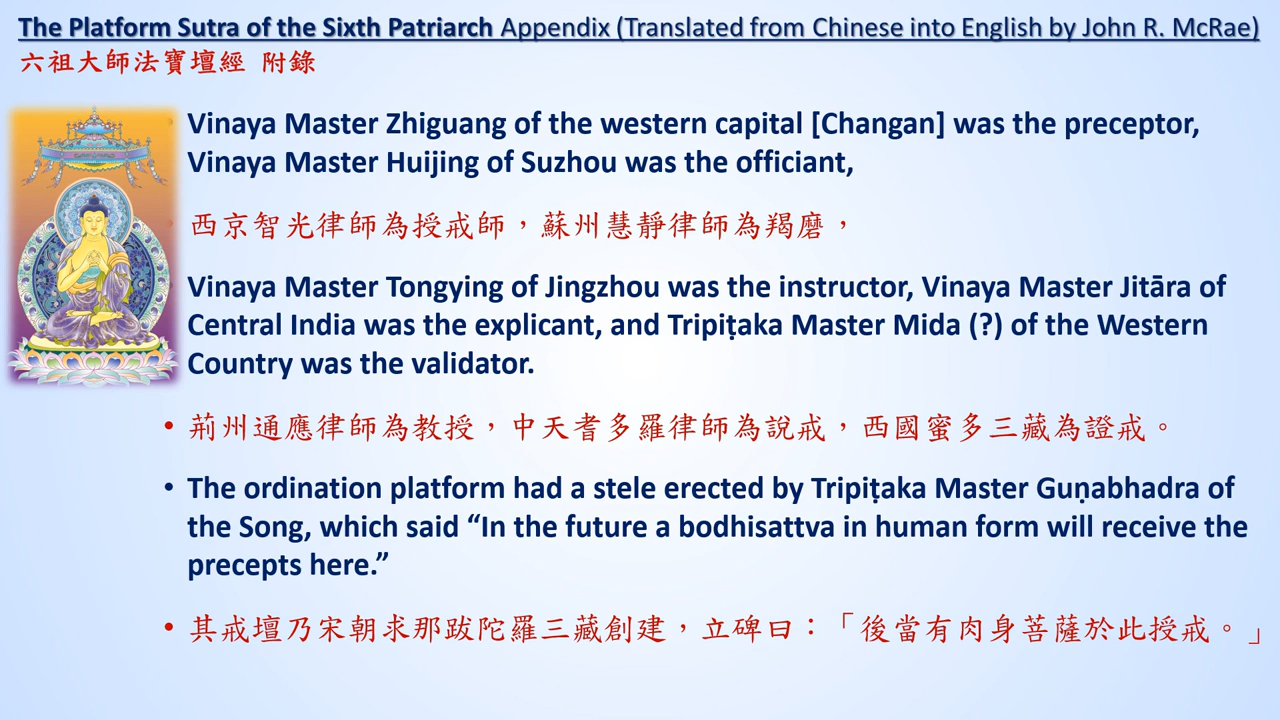 The Platform Sutra of the Sixth Patriarch Appendix (Translated from Chinese into English by John R. McRae)
六祖大師法寶壇經 附錄
Vinaya Master Zhiguang of the western capital [Changan] was the preceptor,
Vinaya Master Huijing of Suzhou was the officiant,
西京智光律師為授戒師，蘇州慧靜律師為羯磨，
Vinaya Master Tongying of Jingzhou was the instructor, Vinaya Master Jitāra of
Central India was the explicant, and Tripiṭaka Master Mida (?) of the Western
Country was the validator.
• 荊州通應律師為教授，中天耆多羅律師為說戒，西國蜜多三藏為證戒。
• The ordination platform had a stele erected by Tripiṭaka Master Guṇabhadra of
the Song, which said “In the future a bodhisattva in human form will receive the
precepts here.”
• 其戒壇乃宋朝求那跋陀羅三藏創建，立碑曰：「後當有肉身菩薩於此授戒。」